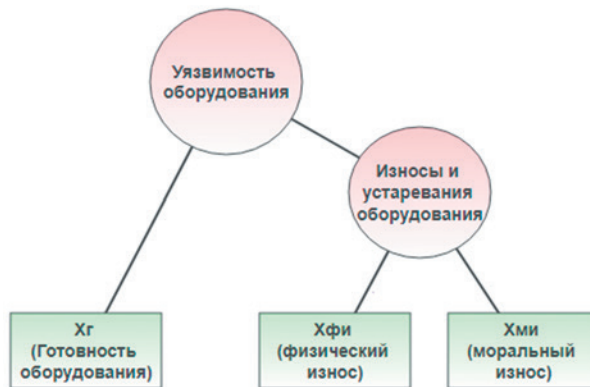 Уязвимость
оборудования
Износы и
устаревания
оборудования
Хг
(Готовность
оборудования)
Хфи
(физический
износ)
Хми
(моральный
износ)